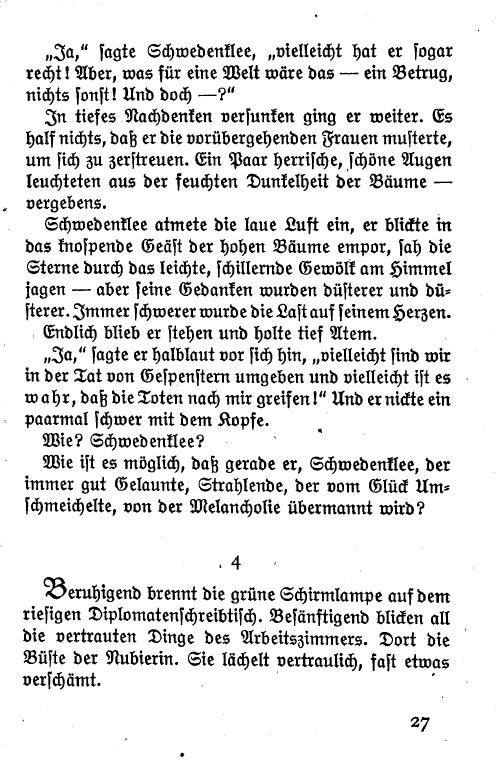 „Ja,“ sagte Schwedenklee, „vielleicht hat er sogar
recht! Aber, was für eine Welt wäre das — ein Betrug,
nichts sonst! Und doch —?“
In tiefes Nachdenken versunken ging er weiter. Es
half nichts, daß er die vorübergehenden Frauen musterte,
um sich zu zerstreuen. Ein Paar herrische, schöne Augen
leuchteten aus der feuchten Dunkelheit der Bäume —
vergebens.
Schwedenklee atmete die laue Luft ein, er blickte in
das knospende Geäst der hohen Bäume empor, sah die
Sterne durch das leichte, schillernde Gewölk am Himmel
jagen — aber seine Gedanken wurden düsterer und dü-
sterer. Immer schwerer wurde die Last auf seinem Herzen.
Endlich blieb er stehen und holte tief Atem.
„Ja,“ sagte er halblaut vor sich hin, „vielleicht sind wir
in der Tat von Gespenstern umgeben und vielleicht ist es
wahr, daß die Toten nach mir greifen!“ Und er nickte ein
paarmal schwer mit dem Kopfe.
Wie? Schwedenklee?
Wie ist es möglich, daß gerade er, Schwedenklee, der
immer gut Gelaunte, Strahlende, der vom Glück Um-
schmeichelte, von der Melancholie übermannt wird?
4
Beruhigend brennt die grüne Schirmlampe auf dem
riesigen Diplomatenschreibtisch. Besänftigend blicken all
die vertrauten Dinge des Arbeitszimmers. Dort die
Büste der Nubierin. Sie lächelt vertraulich, fast etwas
verschämt.
27